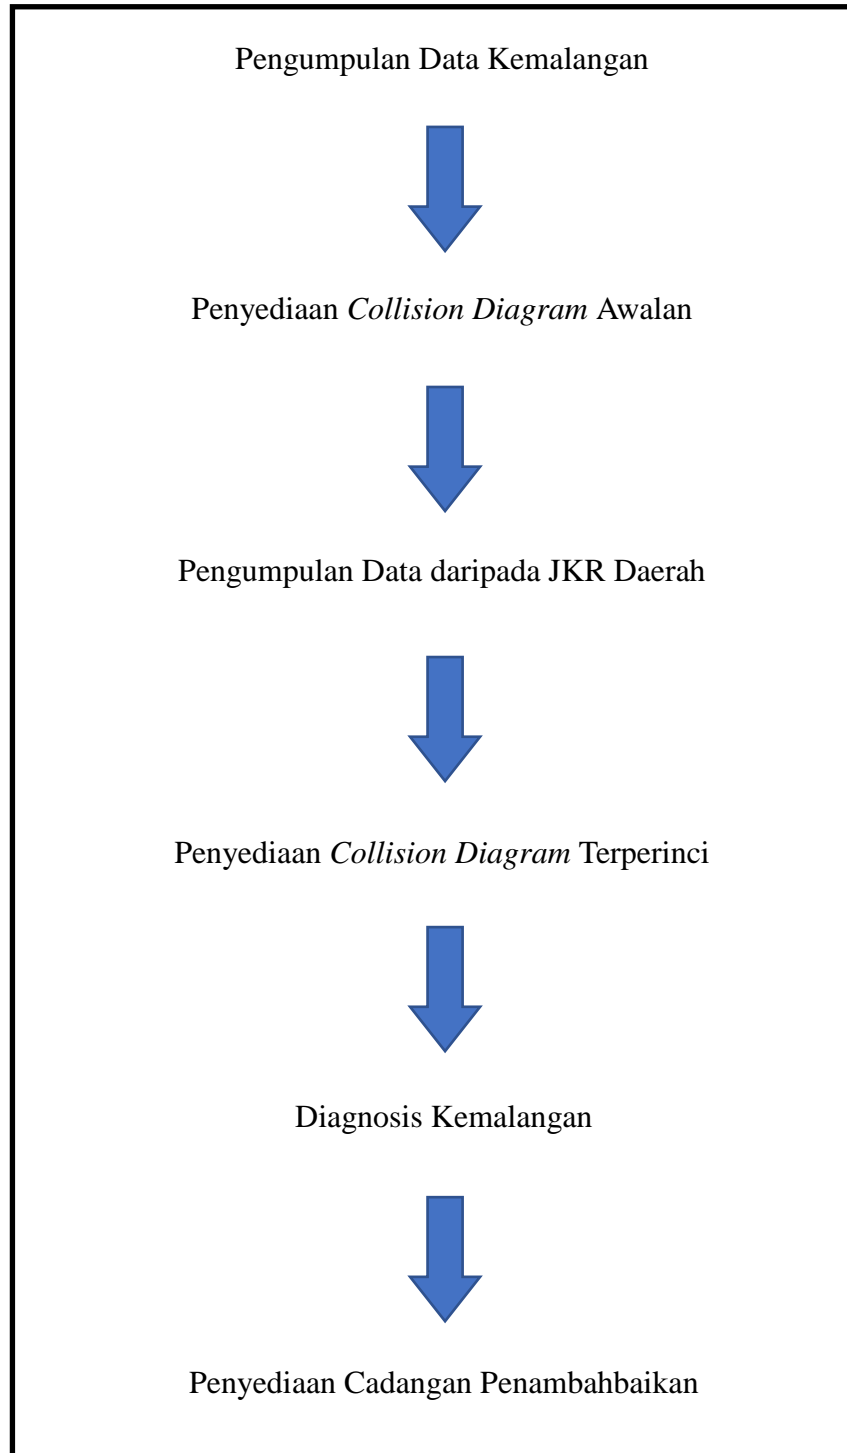 Pengumpulan Data Kemalangan
Penyediaan Collision Diagram Awalan
Pengumpulan Data daripada JKR Daerah
Penyediaan Collision Diagram Terperinci
Diagnosis Kemalangan
Penyediaan Cadangan Penambahbaikan